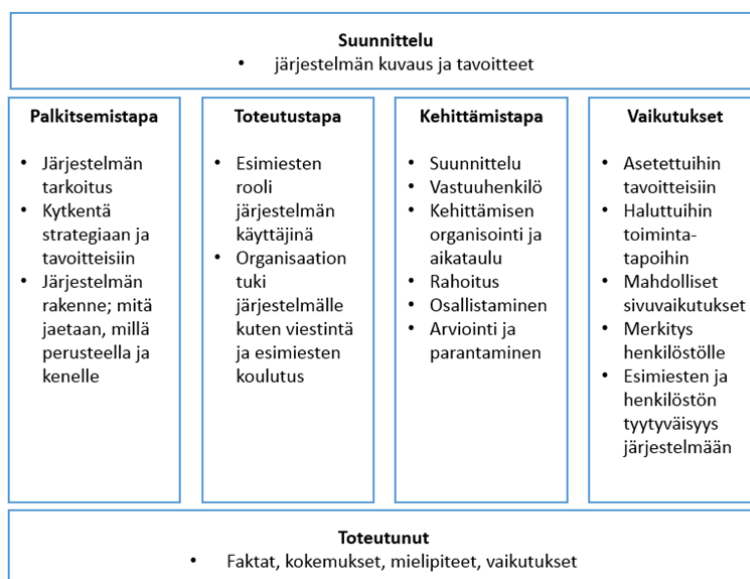 Suunnittelu
• järjestelmän kuvaus ja tavoitteet
Palkitsemistapa
• Järjestelmän
tarkoitus
• Kytkentä
strategiaan ja
tavoitteisiin
• Järjestelmän
rakenne; mitä
jaetaan, millä
perusteella ja
kenelle
Toteutustapa
• Esimiesten
rooli
järjestelmän
käyttäjinä
• Organisaation
tuki
järjestelmälle
kuten viestintä
ja esimiesten
koulutus
Kehittämistapa
• Suunnittelu
• Vastuuhenkilö
• Kehittämisen
organisointi ja
aikataulu
• Rahoitus
• Osallistaminen
• Arviointi ja
parantaminen
Vaikutukset
• Asetettuihin
tavoitteisiin
• Haluttuihin
toiminta-
tapoihin
• Mahdolliset
sivuvaikutukset
• Merkitys
henkilöstölle
• Esimiesten ja
henkilöstön
tyytyväisyys
järjestelmään
Toteutunut
• Faktat, kokemukset, mielipiteet, vaikutukset